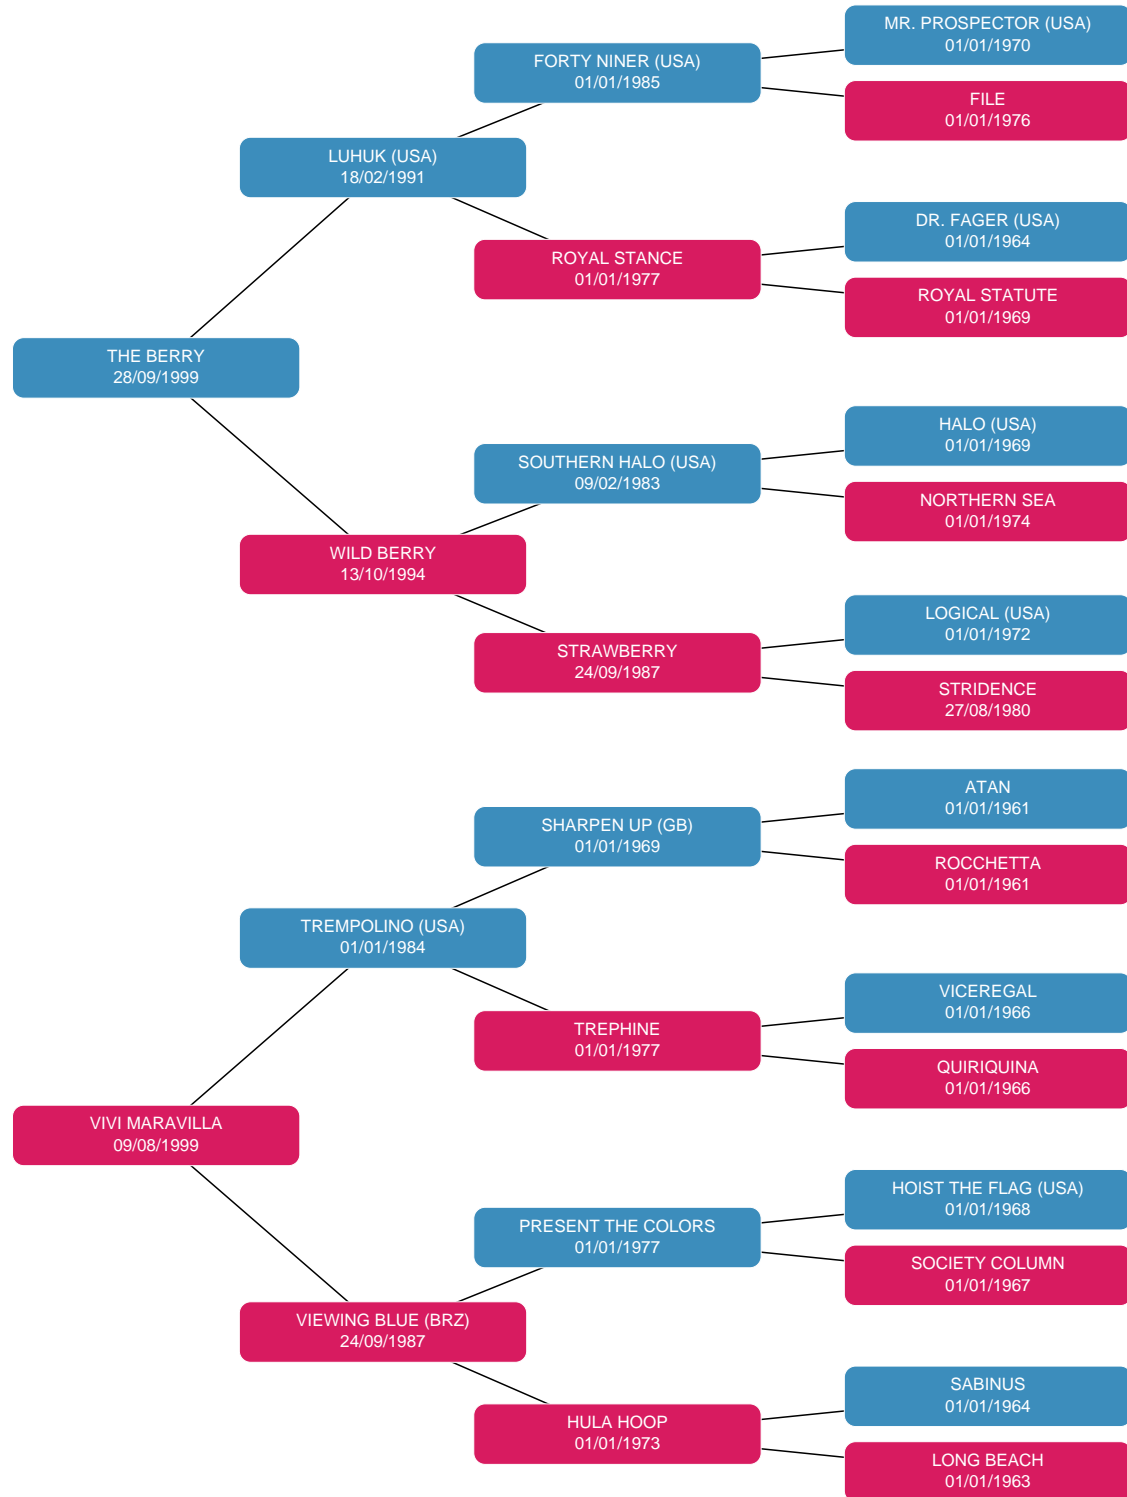 MR. PROSPECTOR (USA)
01/01/1970
FORTY NINER (USA)
01/01/1985
FILE
01/01/1976
LUHUK (USA)
18/02/1991
DR. FAGER (USA)
01/01/1964
ROYAL STANCE
01/01/1977
ROYAL STATUTE
01/01/1969
THE BERRY
28/09/1999
HALO (USA)
01/01/1969
SOUTHERN HALO (USA)
09/02/1983
NORTHERN SEA
01/01/1974
WILD BERRY
13/10/1994
LOGICAL (USA)
01/01/1972
STRAWBERRY
24/09/1987
STRIDENCE
27/08/1980
ATAN
01/01/1961
SHARPEN UP (GB)
01/01/1969
ROCCHETTA
01/01/1961
TREMPOLINO (USA)
01/01/1984
VICEREGAL
01/01/1966
TREPHINE
01/01/1977
QUIRIQUINA
01/01/1966
VIVI MARAVILLA
09/08/1999
HOIST THE FLAG (USA)
01/01/1968
PRESENT THE COLORS
01/01/1977
SOCIETY COLUMN
01/01/1967
VIEWING BLUE (BRZ)
24/09/1987
SABINUS
01/01/1964
HULA HOOP
01/01/1973
LONG BEACH
01/01/1963